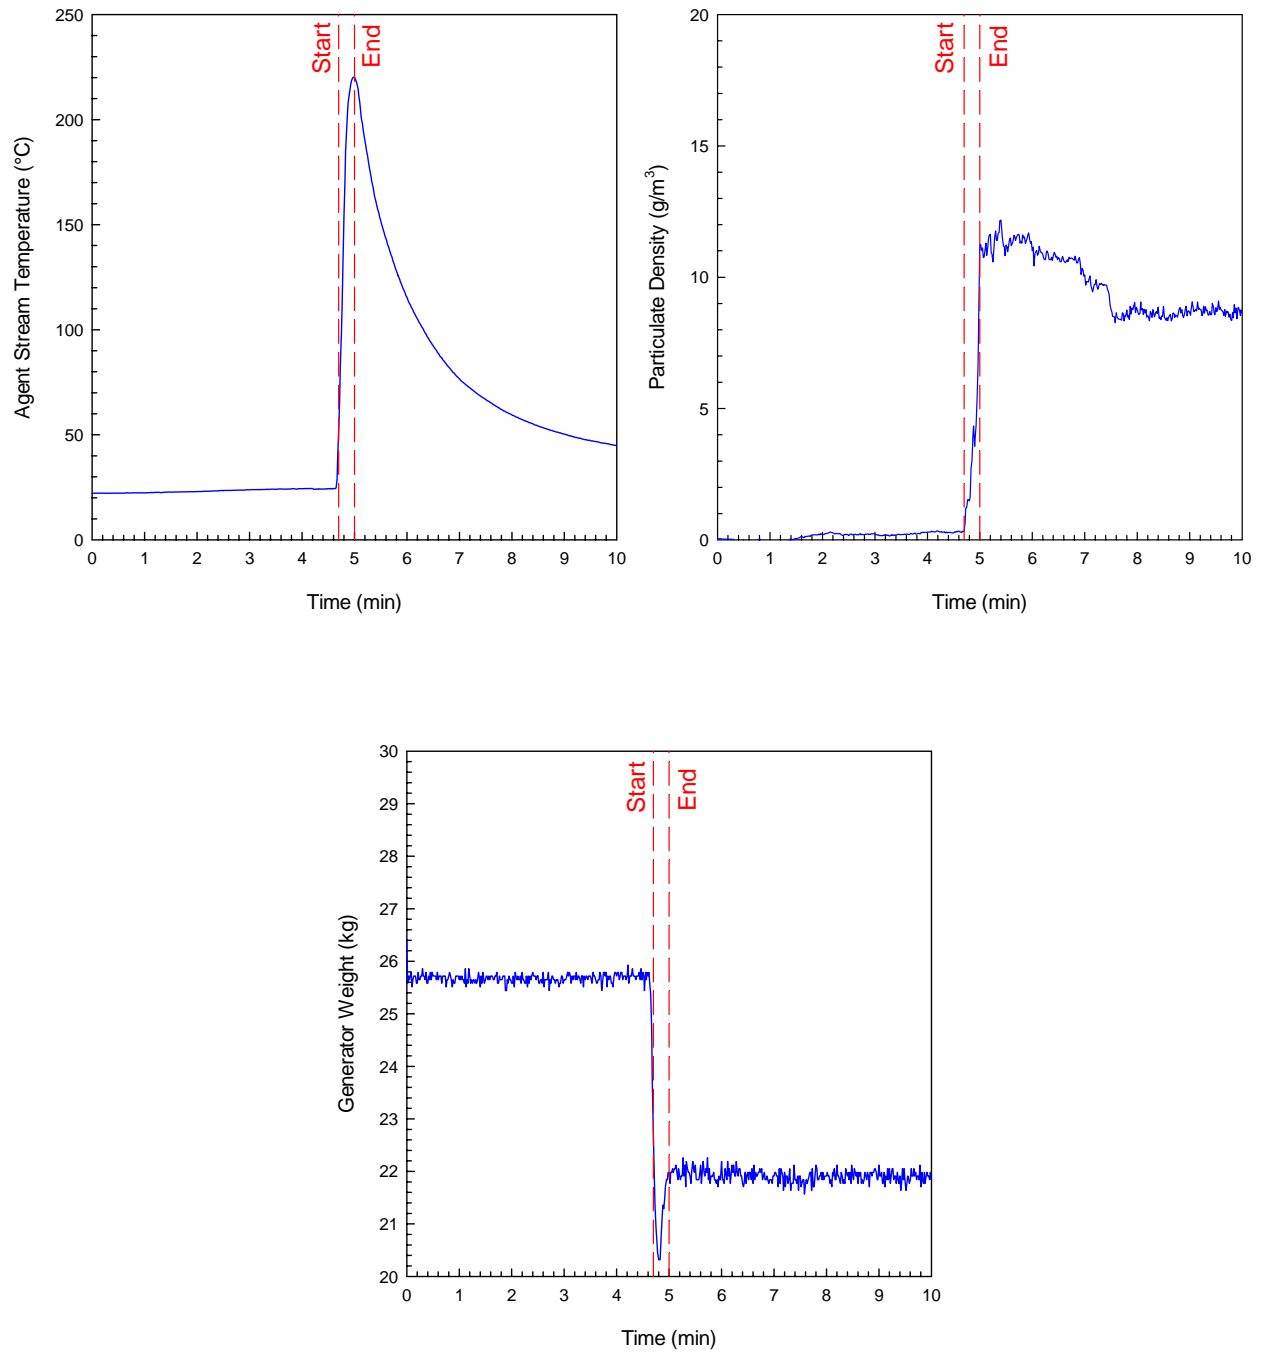 Start
End
250
200
150
100
50
0
Agent Stream Temperature (°C)
0 1 2 3 4 5 6 7 8 9 10
Time (min)
Start
End
20
15
10
5
0
Particulate Density (g/m³)
0 1 2 3 4 5 6 7 8 9 10
Time (min)
Start
End
30
29
28
27
26
25
24
23
22
21
20
Generator Weight (kg)
0 1 2 3 4 5 6 7 8 9 10
Time (min)